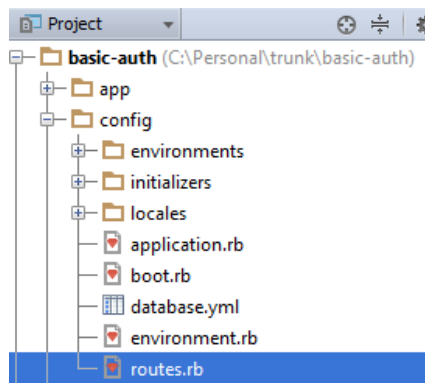 Project
basic-auth (C:\Personal\trunk\basic-auth)
app
config
environments
initializers
locales
application.rb
boot.rb
database.yml
environment.rb
routes.rb